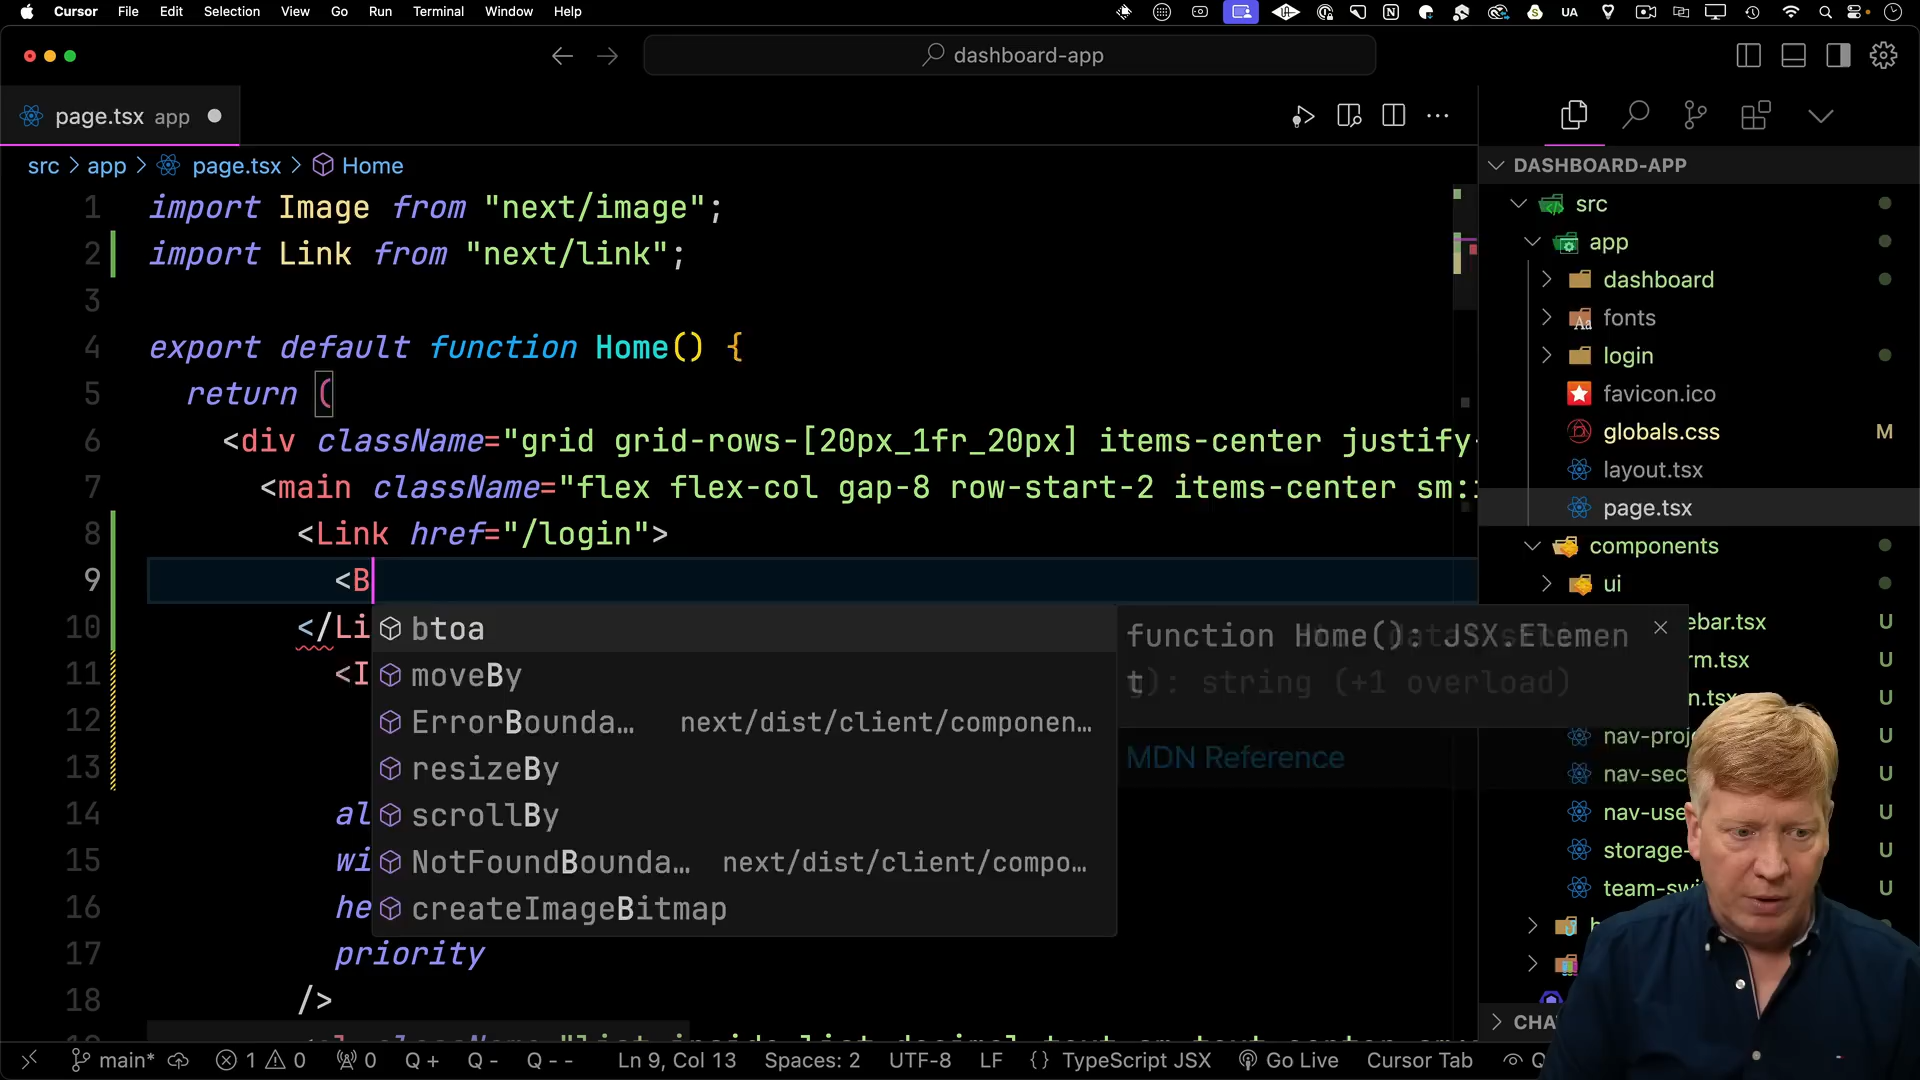 Cursor File Edit Selection View Go Run Terminal Window Help UA
dashboard-app
page.tsx app
src > app > page.tsx > Home
1 import Image from "next/image";
2 import Link from "next/link";
3
4 export default function Home() {
5 return (
6 <div className="grid grid-rows-[20px_1fr_20px] items-center justify-
7 <main className="flex flex-col gap-8 row-start-2 items-center sm:
8 <Link href="/login">
9 <B
10 </Li
11 <I
12
13
14 al
15 wi
16 he
17 priority
18 />
btoa
moveBy
ErrorBounda… next/dist/client/componen…
resizeBy
scrollBy
NotFoundBounda… next/dist/client/compo…
createImageBitmap
function Home(): JSX.Elemen
t): string (+1 overload)
MDN Reference
DASHBOARD-APP
src
app
dashboard
fonts
login
favicon.ico
globals.css M
layout.tsx
page.tsx
components
ui
ebar.tsx U
rm.tsx U
n.tsx U
nav-proj U
nav-sec U
nav-use U
storage- U
team-swi U
CHA
main* 1 0 0 Q + Q - Q - - Ln 9, Col 13 Spaces: 2 UTF-8 LF {} TypeScript JSX Go Live Cursor Tab Q